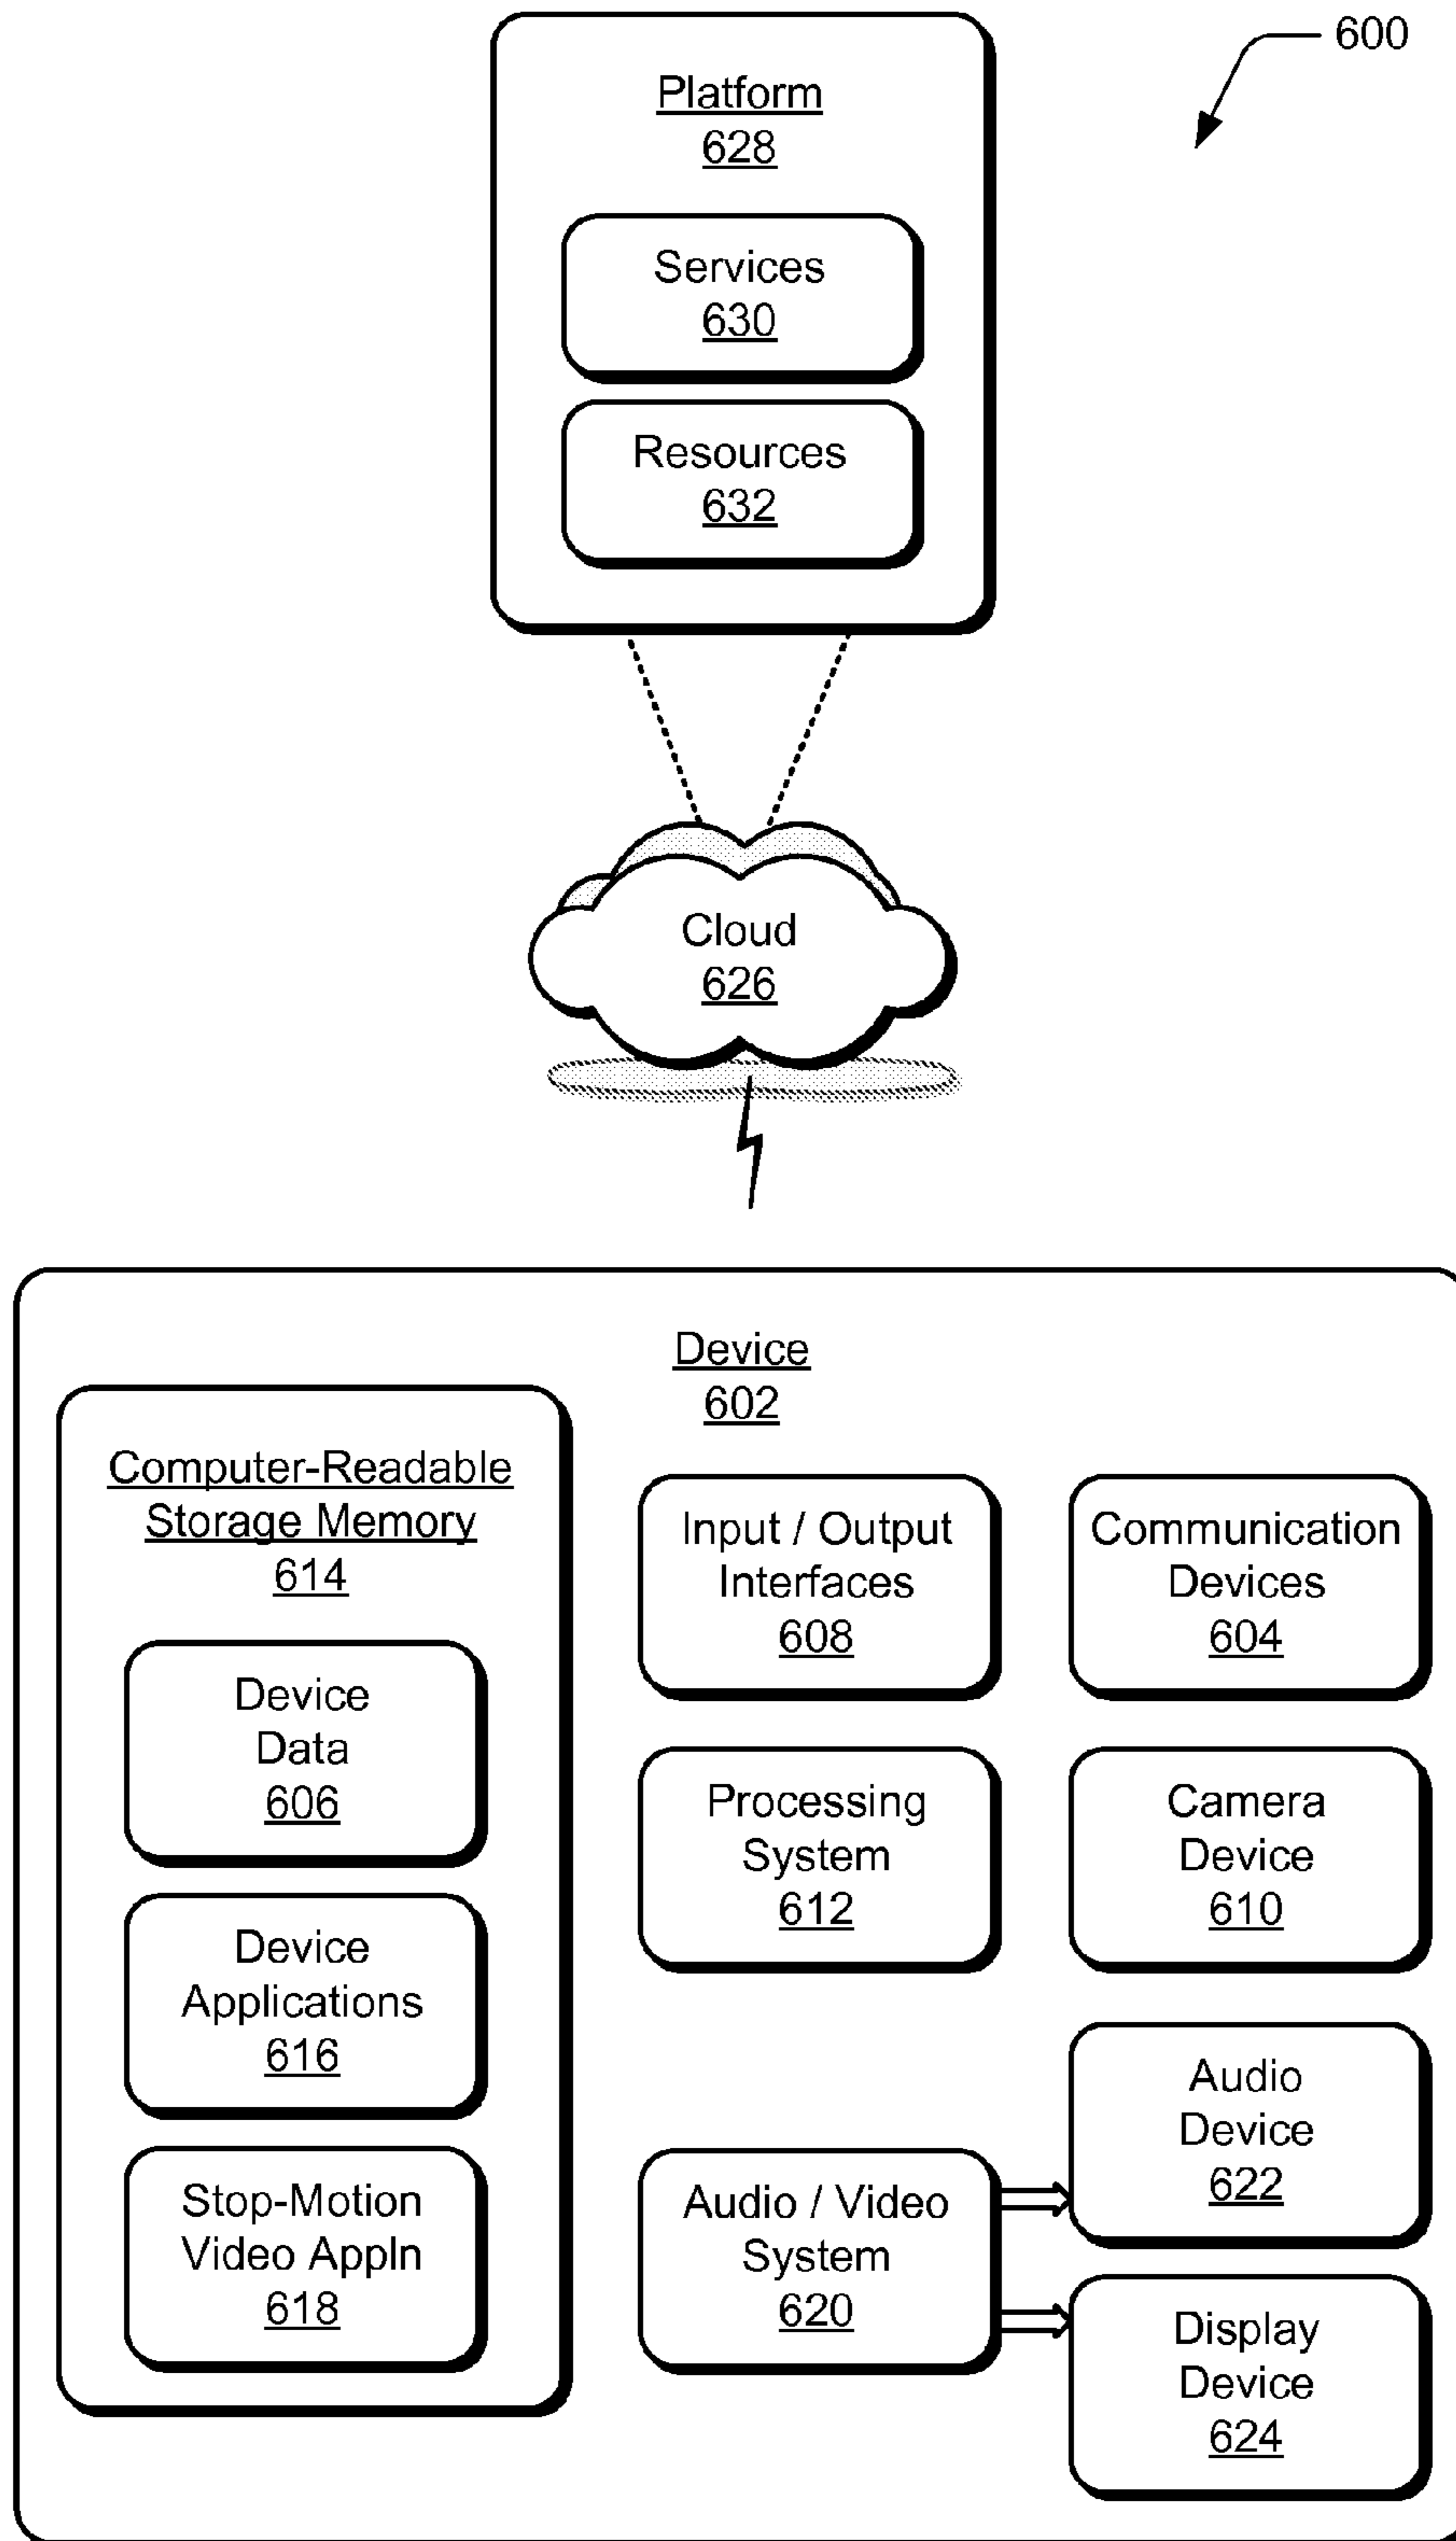 600
Platform
628
Services
630
Resources
632
Cloud
626
Device
602
Computer-Readable
Storage Memory
614
Device
Data
606
Device
Applications
616
Stop-Motion
Video Appln
618
Input / Output
Interfaces
608
Communication
Devices
604
Processing
System
612
Camera
Device
610
Audio / Video
System
620
Audio
Device
622
Display
Device
624